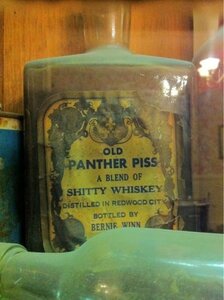 OLD
PANTHER PISS
A BLEND OF
SHITTY WHISKEY
DISTILLED IN REDWOOD CITY
BOTTLED BY
BERNIE WINN